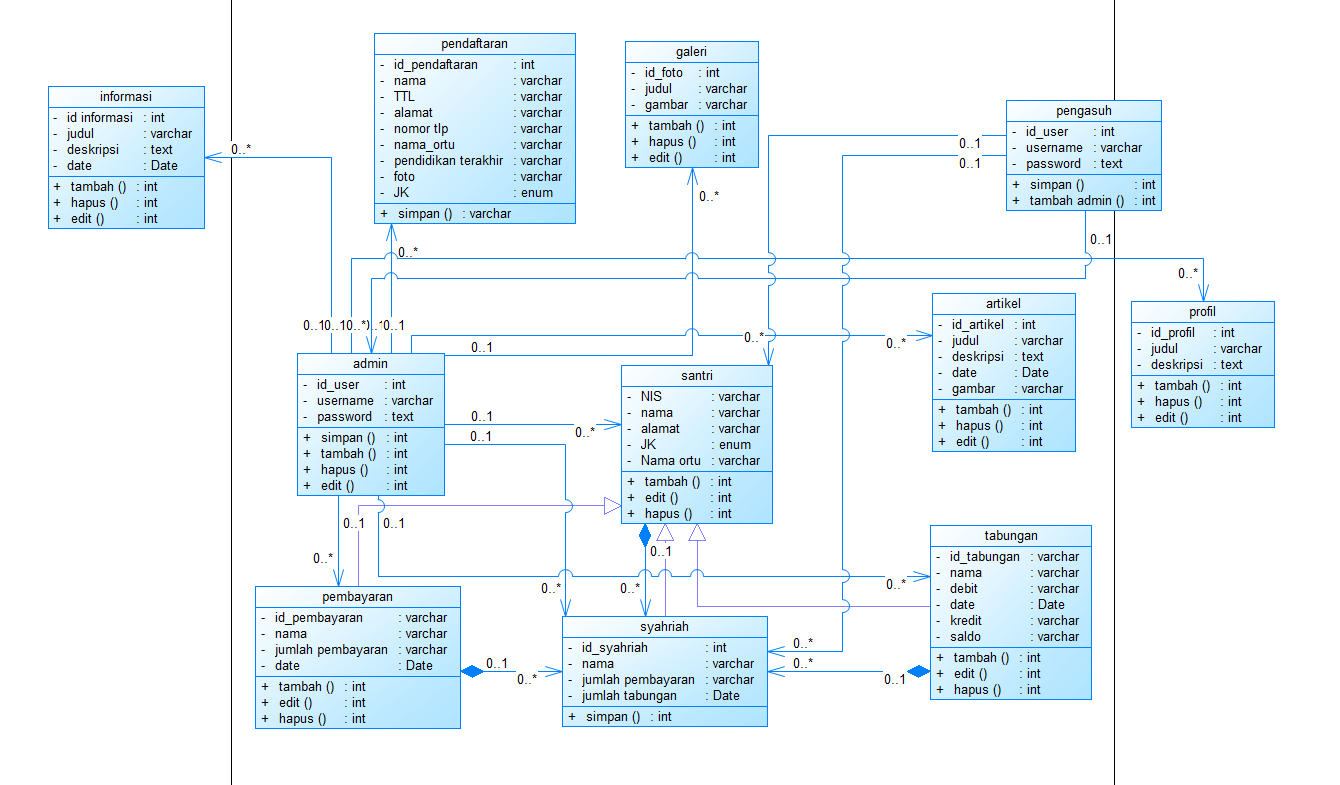 informasi
- id informasi : int
- judul : varchar
- deskripsi : text
- date : Date
+ tambah () : int
+ hapus () : int
+ edit () : int
pendaftaran
- id_pendaftaran : int
- nama : varchar
- TTL : varchar
- alamat : varchar
- nomor tlp : varchar
- nama_ortu : varchar
- pendidikan terakhir : varchar
- foto : varchar
- JK : enum
+ simpan () : varchar
galeri
- id_foto : int
- judul : varchar
- gambar : varchar
+ tambah () : int
+ hapus () : int
+ edit () : int
pengasuh
- id_user : int
- username : varchar
- password : text
+ simpan () : int
+ tambah admin () : int
0..*
0..1
0..1
0..*
0..1
0..*
0..*
artikel
- id_artikel : int
- judul : varchar
- deskripsi : text
- date : Date
- gambar : varchar
+ tambah () : int
+ hapus () : int
+ edit () : int
profil
- id_profil : int
- judul : varchar
- deskripsi : text
+ tambah () : int
+ hapus () : int
+ edit () : int
0..1
0..1
0..*
0..1
0..*
0..*
0..1
admin
- id_user : int
- username : varchar
- password : text
+ simpan () : int
+ tambah () : int
+ hapus () : int
+ edit () : int
santri
- NIS : varchar
- nama : varchar
- alamat : varchar
- JK : enum
- Nama ortu : varchar
+ tambah () : int
+ edit () : int
+ hapus () : int
0..1
0..*
0..1
0..1
0..1
0..1
0..*
0..*
0..*
0..*
tabungan
- id_tabungan : varchar
- nama : varchar
- debit : varchar
- date : Date
- kredit : varchar
- saldo : varchar
+ tambah () : int
+ edit () : int
+ hapus () : int
pembayaran
- id_pembayaran : varchar
- nama : varchar
- jumlah pembayaran : varchar
- date : Date
+ tambah () : int
+ edit () : int
+ hapus () : int
syahriah
- id_syahriah : int
- nama : varchar
- jumlah pembayaran : varchar
- jumlah tabungan : Date
+ simpan () : int
0..*
0..1
0..*
0..*
0..1